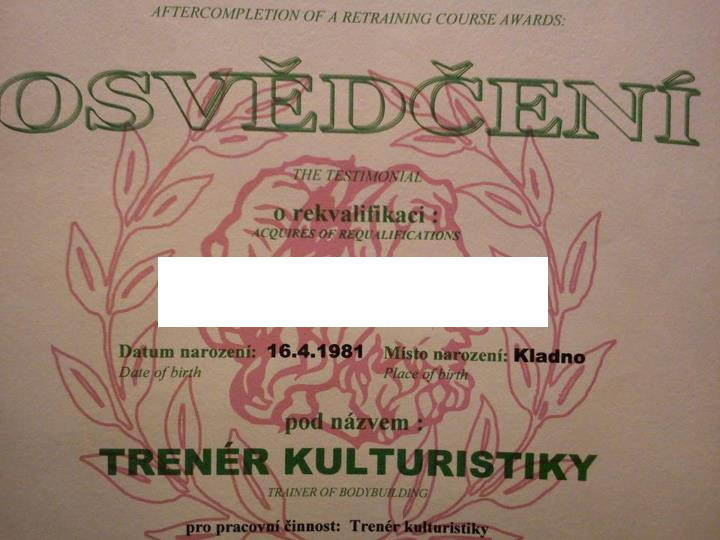 AFTERCOMPLETION OF A RETRAINING COURSE AWARDS:
OSVĚDČENÍ
THE TESTIMONIAL
o rekvalifikaci :
ACQUIRES OF REQUALIFICATIONS
Datum narození: 16.4.1981 Místo narození: Kladno
Date of birth Place of birth
pod názvem :
TRENÉR KULTURISTIKY
TRAINER OF BODYBUILDING
pro pracovní činnost: Trenér kulturistiky